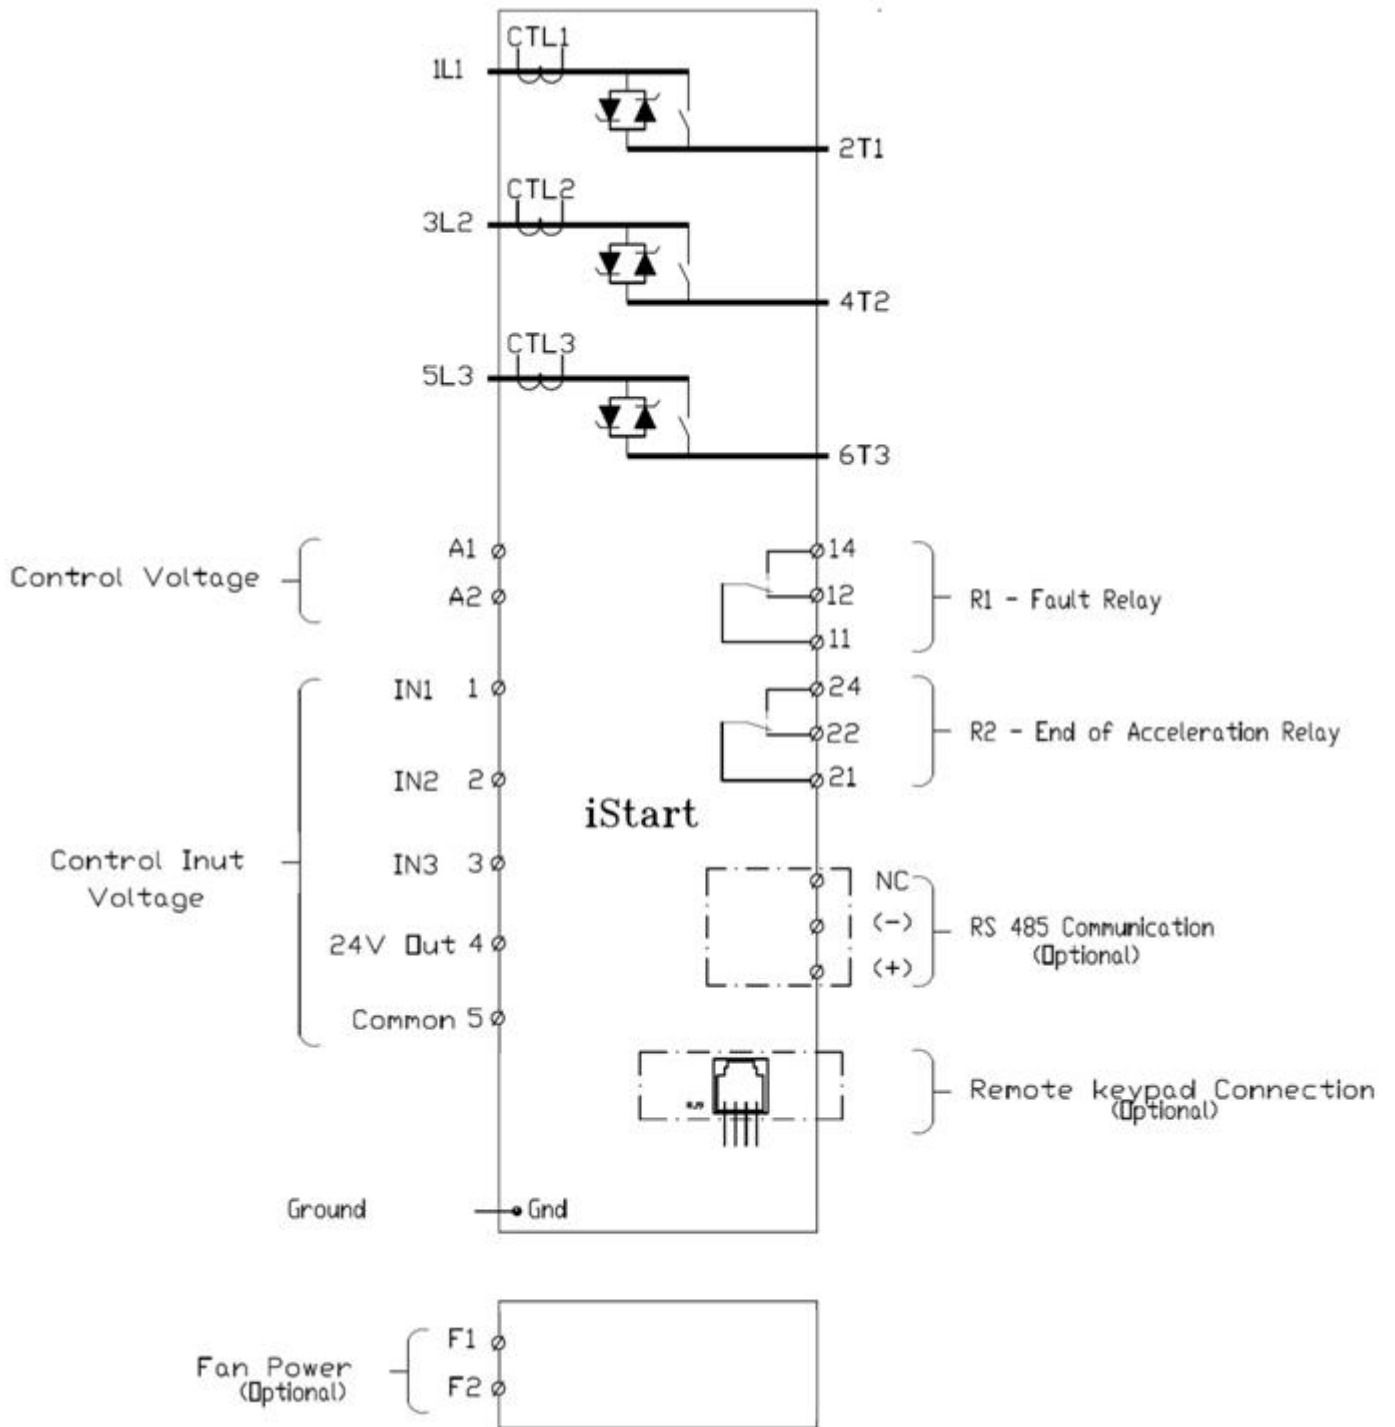 CTL1
1L1
2T1
CTL2
3L2
4T2
CTL3
5L3
6T3
Control Voltage
A1
A2
14
12
11
R1 - Fault Relay
Control Inut
Voltage
IN1 1
IN2 2
IN3 3
24V Out 4
Common 5
24
22
21
R2 - End of Acceleration Relay
iStart
NC
(-)
(+)
RS 485 Communication
(Optional)
RJ9
Remote keypad Connection
(Optional)
Ground
Gnd
Fan Power
(Optional)
F1
F2